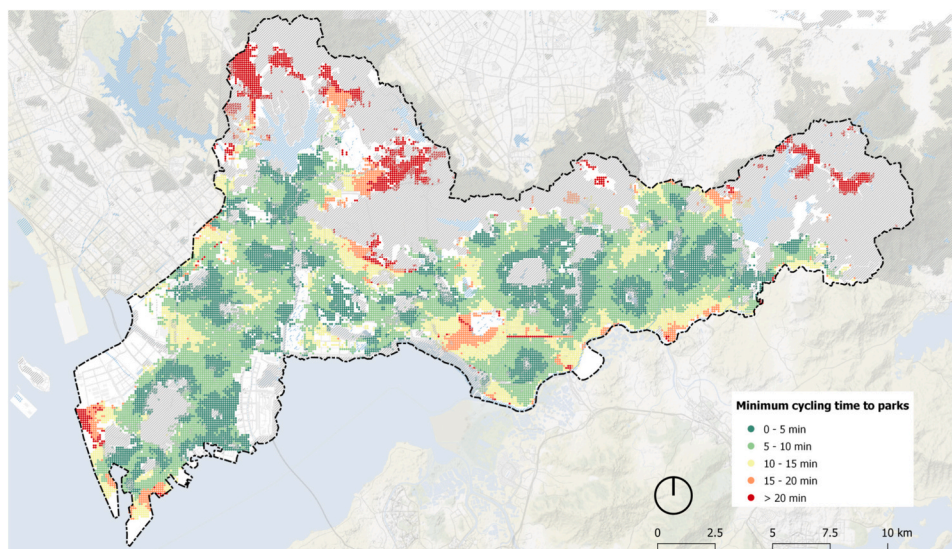 Minimum cycling time to parks
0 - 5 min
5 - 10 min
10 - 15 min
15 - 20 min
> 20 min
0 2.5 5 7.5 10 km